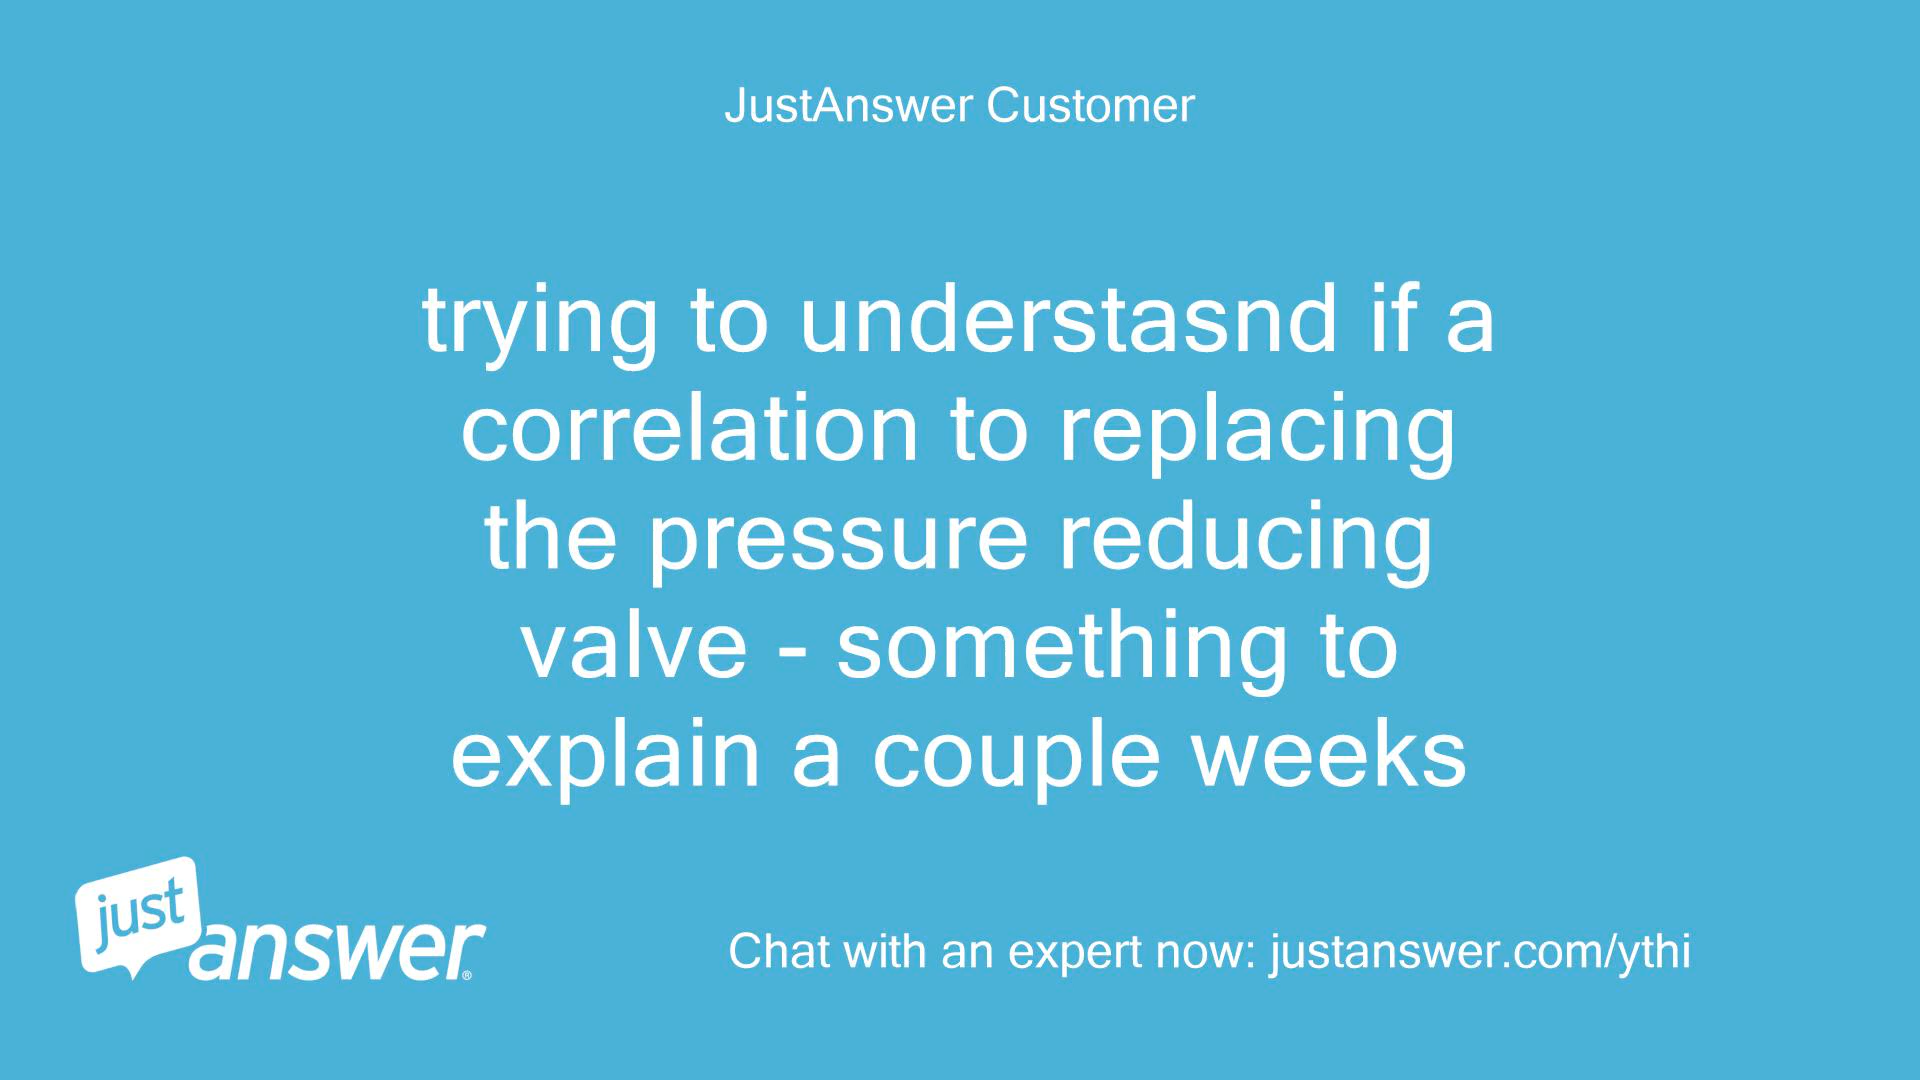 JustAnswer Customer
trying to understasnd if a
correlation to replacing
the pressure reducing
valve - something to
explain a couple weeks
just
answer®
Chat with an expert now: justanswer.com/ythi